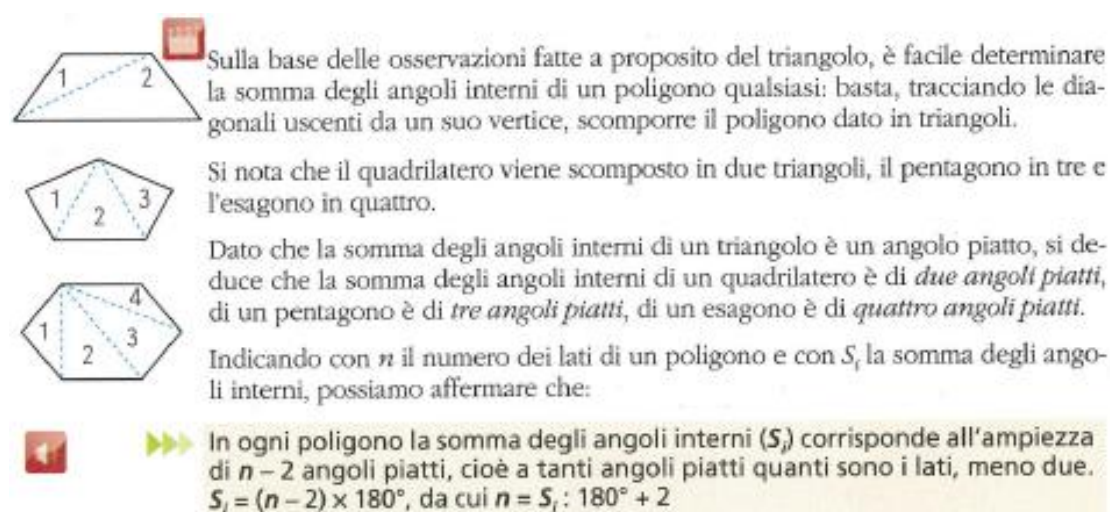 1 2
Sulla base delle osservazioni fatte a proposito del triangolo, è facile determinare
la somma degli angoli interni di un poligono qualsiasi: basta, tracciando le dia-
gonali uscenti da un suo vertice, scomporre il poligono dato in triangoli.
1 2 3
Si nota che il quadrilatero viene scomposto in due triangoli, il pentagono in tre e
l'esagono in quattro.
Dato che la somma degli angoli interni di un triangolo è un angolo piatto, si de-
duce che la somma degli angoli interni di un quadrilatero è di due angoli piatti,
di un pentagono è di tre angoli piatti, di un esagono è di quattro angoli piatti.
1 2 3 4
Indicando con n il numero dei lati di un poligono e con Si la somma degli ango-
li interni, possiamo affermare che:
In ogni poligono la somma degli angoli interni (Si) corrisponde all'ampiezza
di n – 2 angoli piatti, cioè a tanti angoli piatti quanti sono i lati, meno due.
Si = (n – 2) × 180°, da cui n = Si : 180° + 2